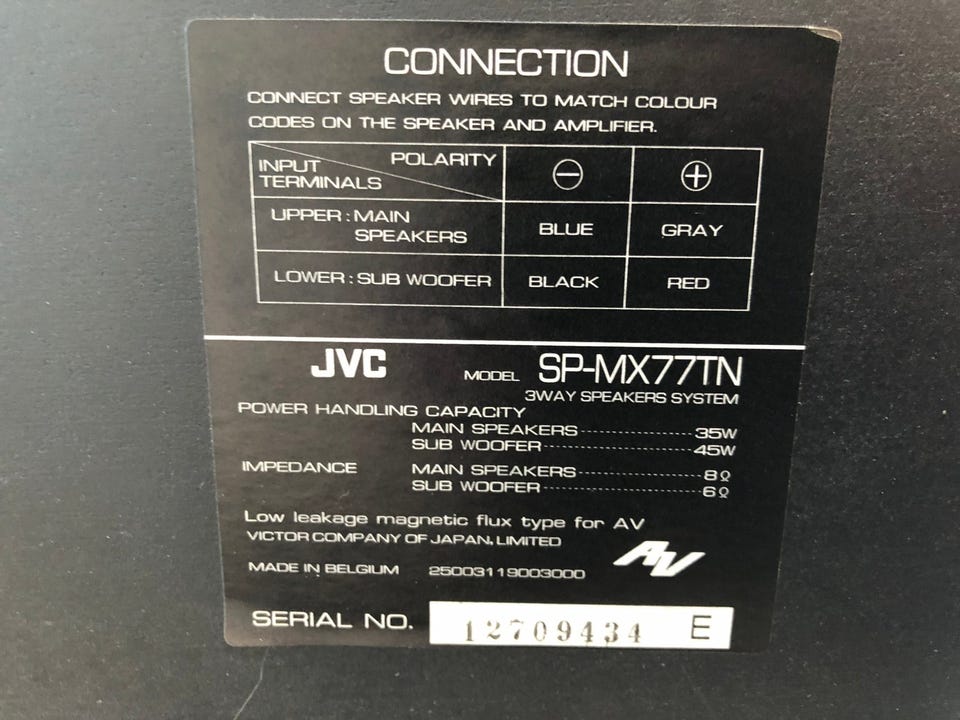 CONNECTION
CONNECT SPEAKER WIRES TO MATCH COLOUR
CODES ON THE SPEAKER AND AMPLIFIER.
POLARITY
INPUT
TERMINALS
⊖ ⊕
UPPER : MAIN
SPEAKERS BLUE GRAY
LOWER : SUB WOOFER BLACK RED
JVC MODEL SP-MX77TN
3WAY SPEAKERS SYSTEM
POWER HANDLING CAPACITY
MAIN SPEAKERS 35W
SUB WOOFER 45W
IMPEDANCE MAIN SPEAKERS 8Ω
SUB WOOFER 6Ω
Low leakage magnetic flux type for AV
VICTOR COMPANY OF JAPAN, LIMITED
AV
MADE IN BELGIUM 25003119003000
SERIAL NO. 12709434 E